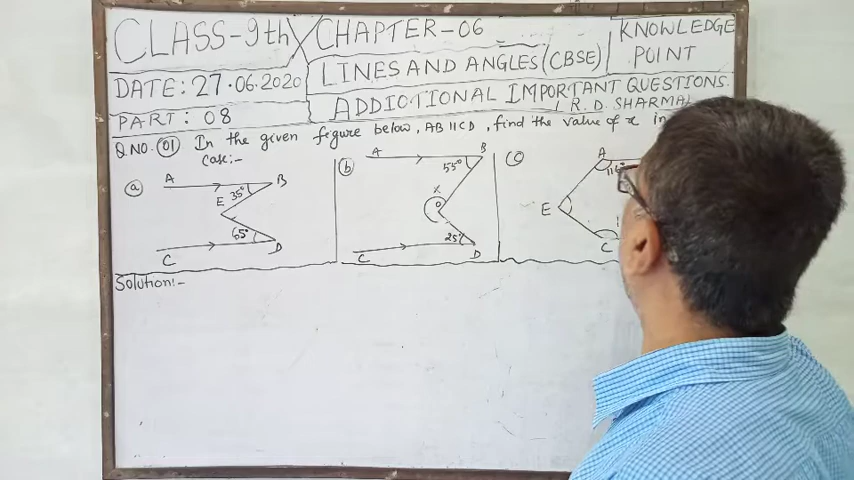 CLASS-9th
CHAPTER-06
KNOWLEDGE
POINT
LINES AND ANGLES (CBSE)
DATE: 27.06.2020
ADDICTIONAL IMPORTANT QUESTIONS.
PART: 08
R.D. SHARMA
Q.NO. 01 In the given figure below, AB II CD, find the value of x in
Case:-
a A B 35° E 65° C D
b A B 55° x O 25° C D
A E C
Solution:-